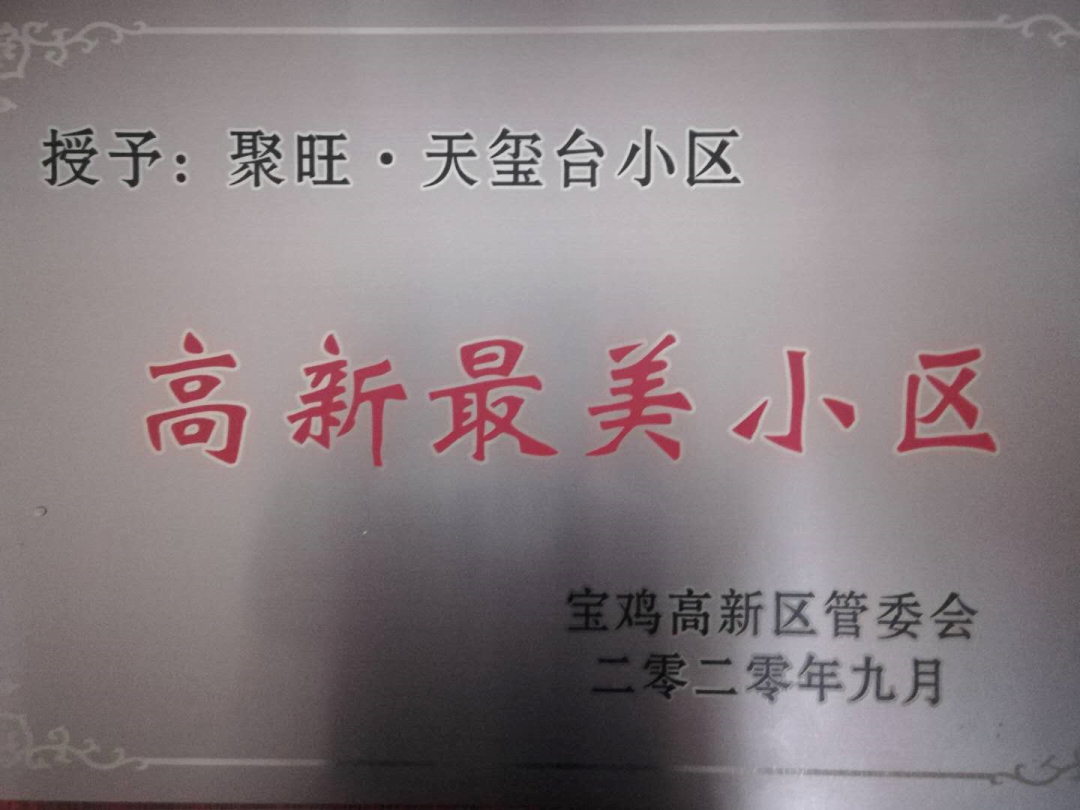 授予：聚旺·天玺台小区
高新最美小区
宝鸡高新区管委会
二零二零年九月